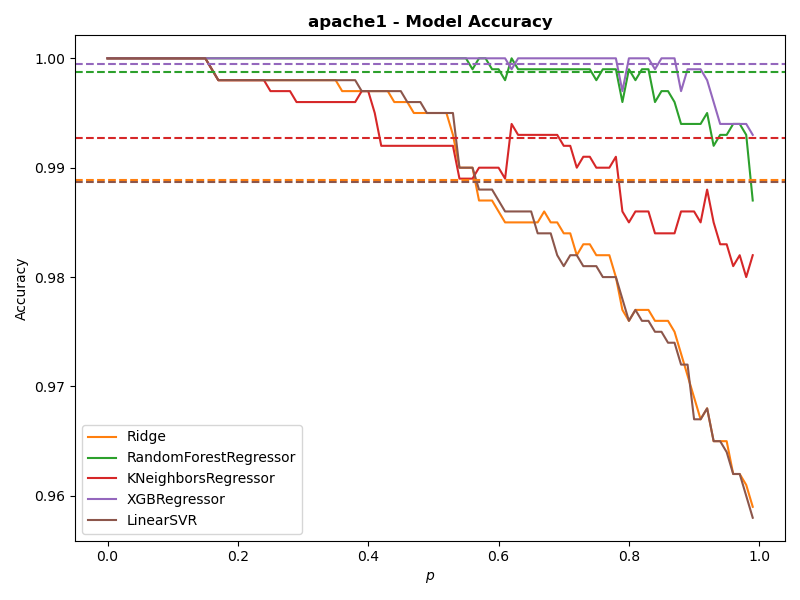 apache1 - Model Accuracy
Accuracy
1.00
0.99
0.98
0.97
0.96
Ridge
RandomForestRegressor
KNeighborsRegressor
XGBRegressor
LinearSVR
0.0 0.2 0.4 0.6 0.8 1.0
p